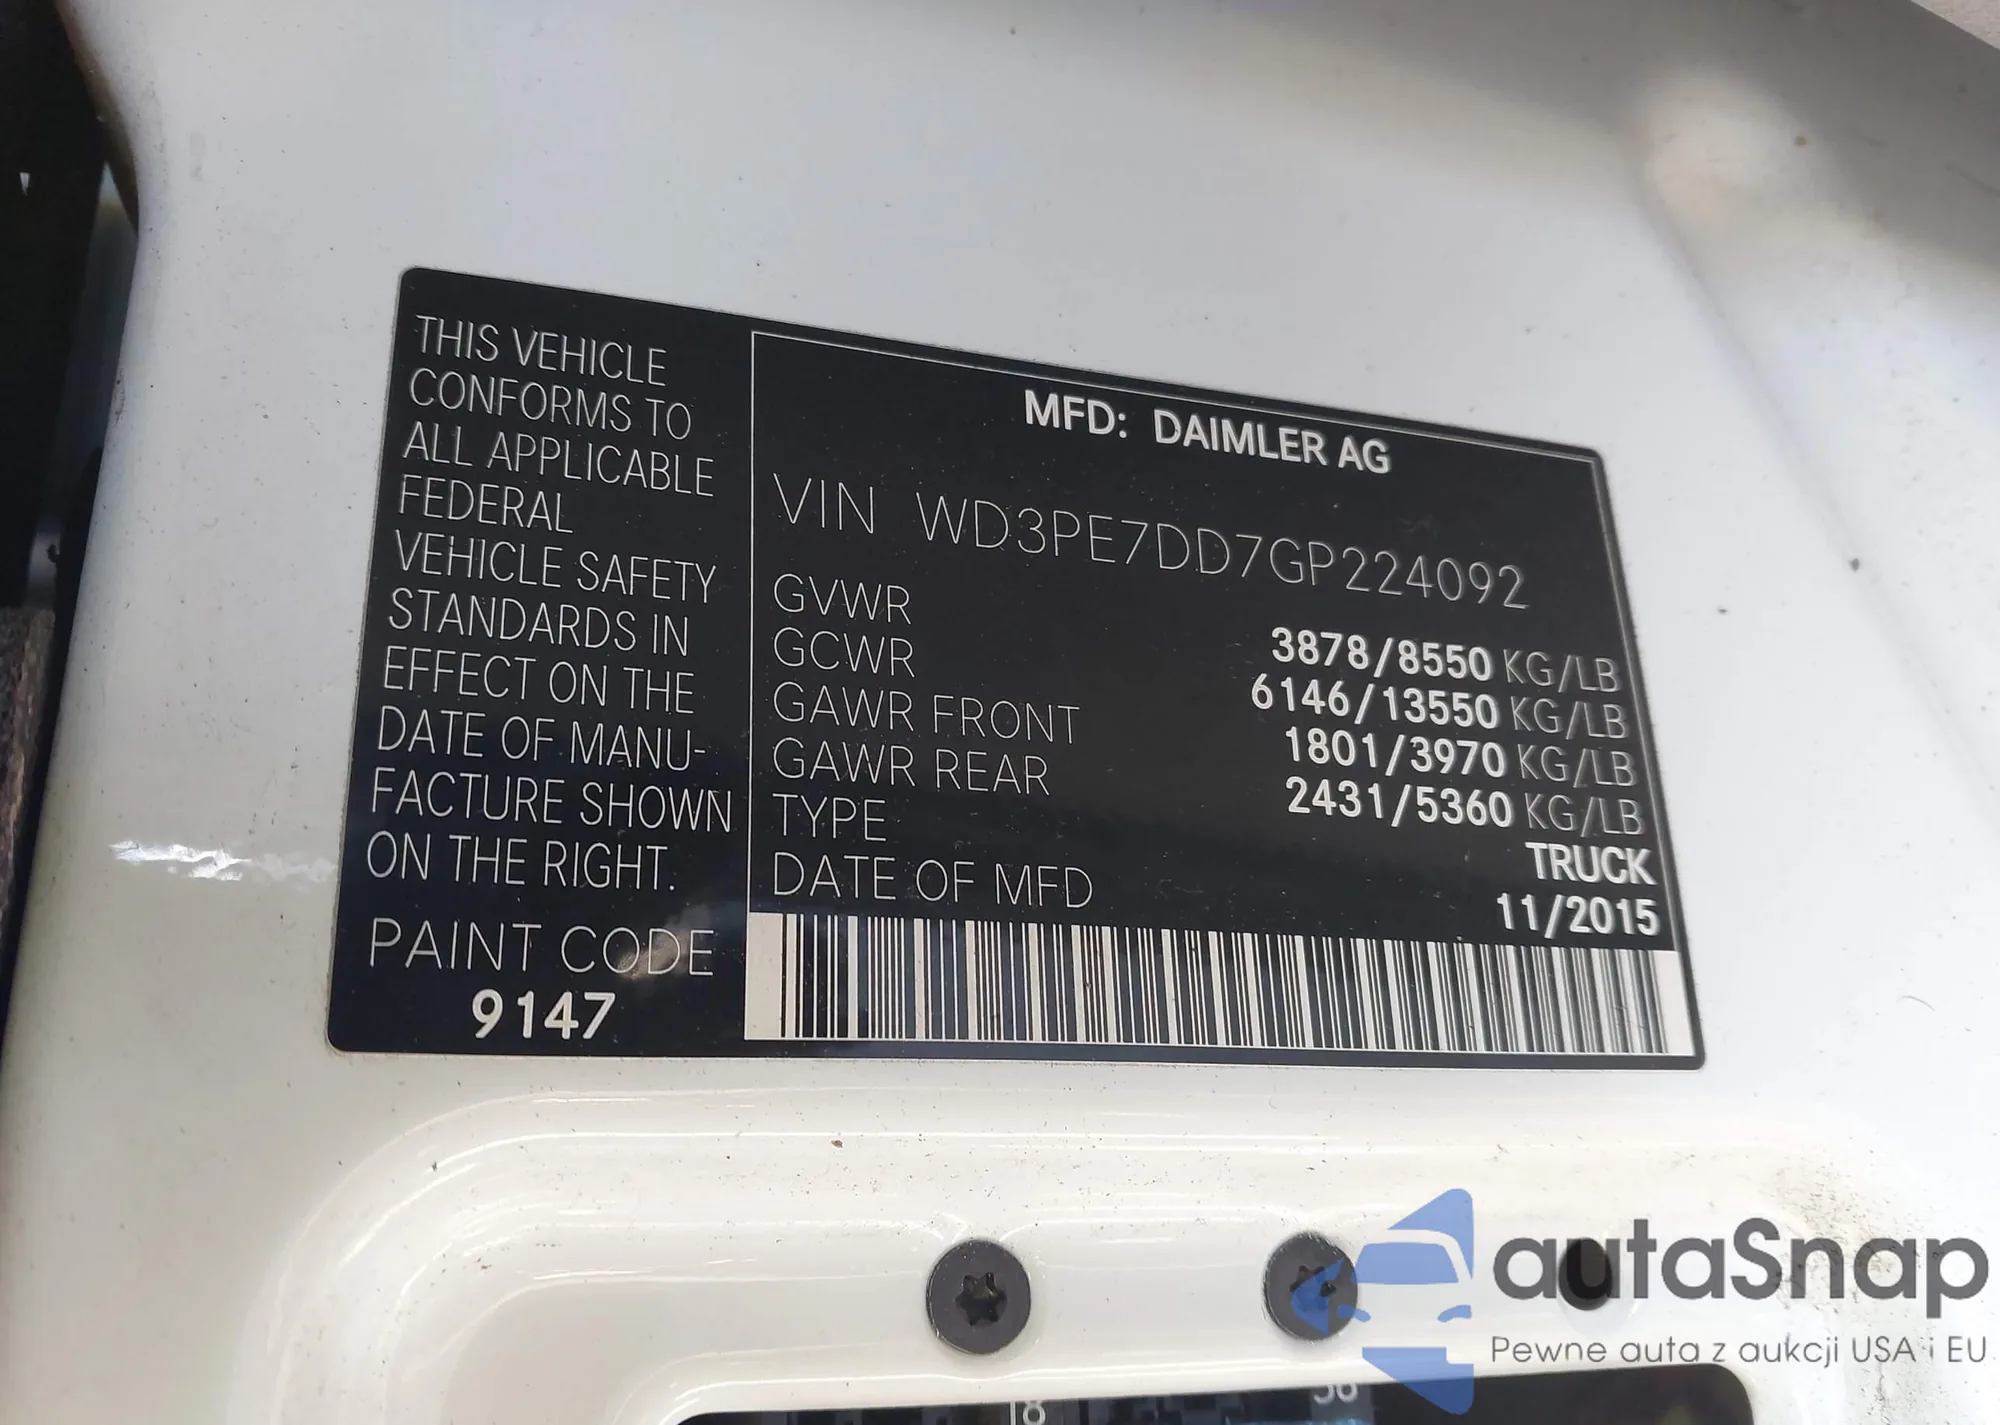 THIS VEHICLE
CONFORMS TO
ALL APPLICABLE
FEDERAL
VEHICLE SAFETY
STANDARDS IN
EFFECT ON THE
DATE OF MANU-
FACTURE SHOWN
ON THE RIGHT.
PAINT CODE
9147
MFD: DAIMLER AG
VIN WD3PE7DD7GP224092
GVWR 3878/8550 KG/LB
GCWR 6146/13550 KG/LB
GAWR FRONT 1801/3970 KG/LB
GAWR REAR 2431/5360 KG/LB
TYPE TRUCK
DATE OF MFD 11/2015
autaSnap
Pewne auta z aukcji USA i EU